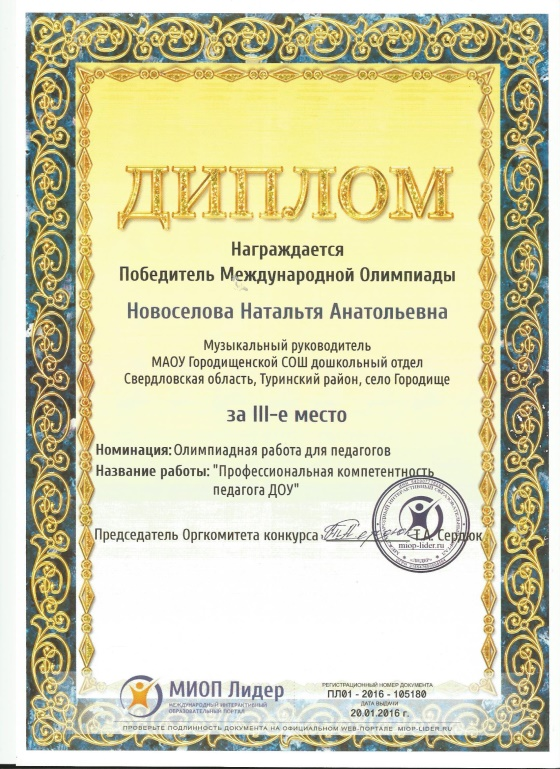 ДИПЛОМ
Награждается
Победитель Международной Олимпиады
Новоселова Натальтя Анатольевна
Музыкальный руководитель
МАОУ Городищенской СОШ дошкольный отдел
Свердловская область, Туринский район, село Городище
за III-е место
Номинация: Олимпиадная работа для педагогов
Название работы: "Профессиональная компетентность
педагога ДОУ"
Председатель Оргкомитета конкурса Т.А. Сердюк
miop-lider.ru
МИОП Лидер
МЕЖДУНАРОДНЫЙ ИНТЕРАКТИВНЫЙ
ОБРАЗОВАТЕЛЬНЫЙ ПОРТАЛ
РЕГИСТРАЦИОННЫЙ НОМЕР ДОКУМЕНТА
ПЛ01 - 2016 - 105180
ДАТА ВЫДАЧИ
20.01.2016 г.
ПРОВЕРЬТЕ ПОДЛИННОСТЬ ДОКУМЕНТА НА ОФИЦИАЛЬНОМ WEB-ПОРТАЛЕ MIOP-LIDER.RU